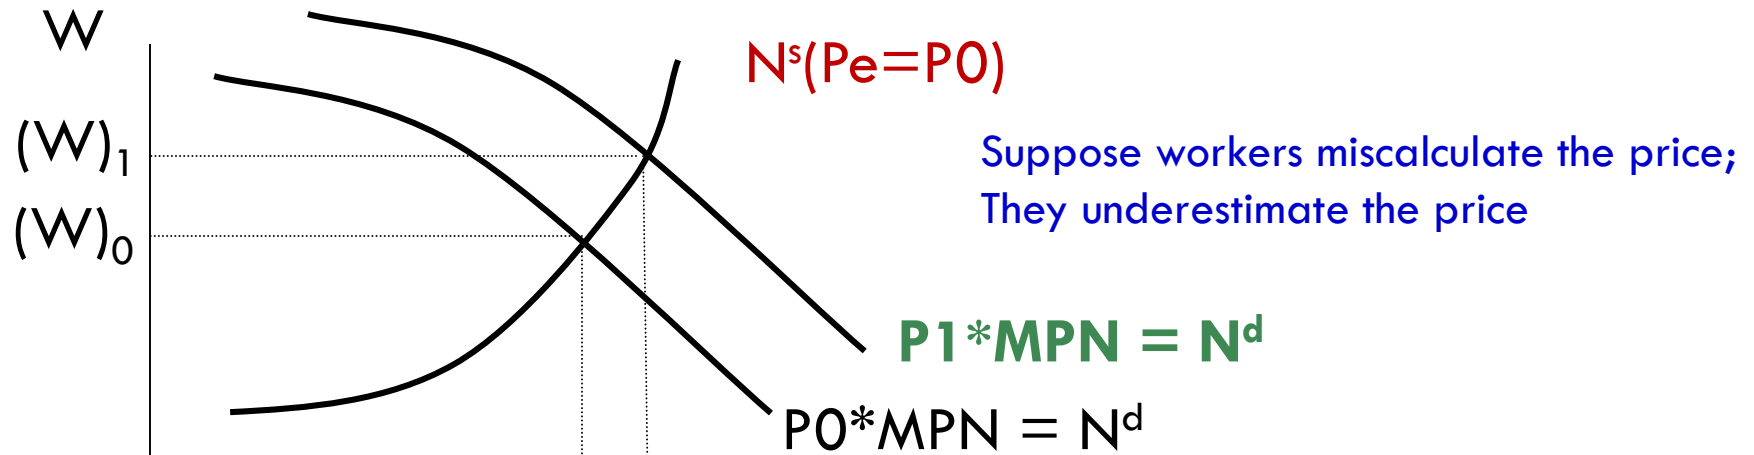 W
Nˢ(Pe=P0)
(W)₁
Suppose workers miscalculate the price;
They underestimate the price
(W)₀
P1*MPN = Nᵈ
P0*MPN = Nᵈ